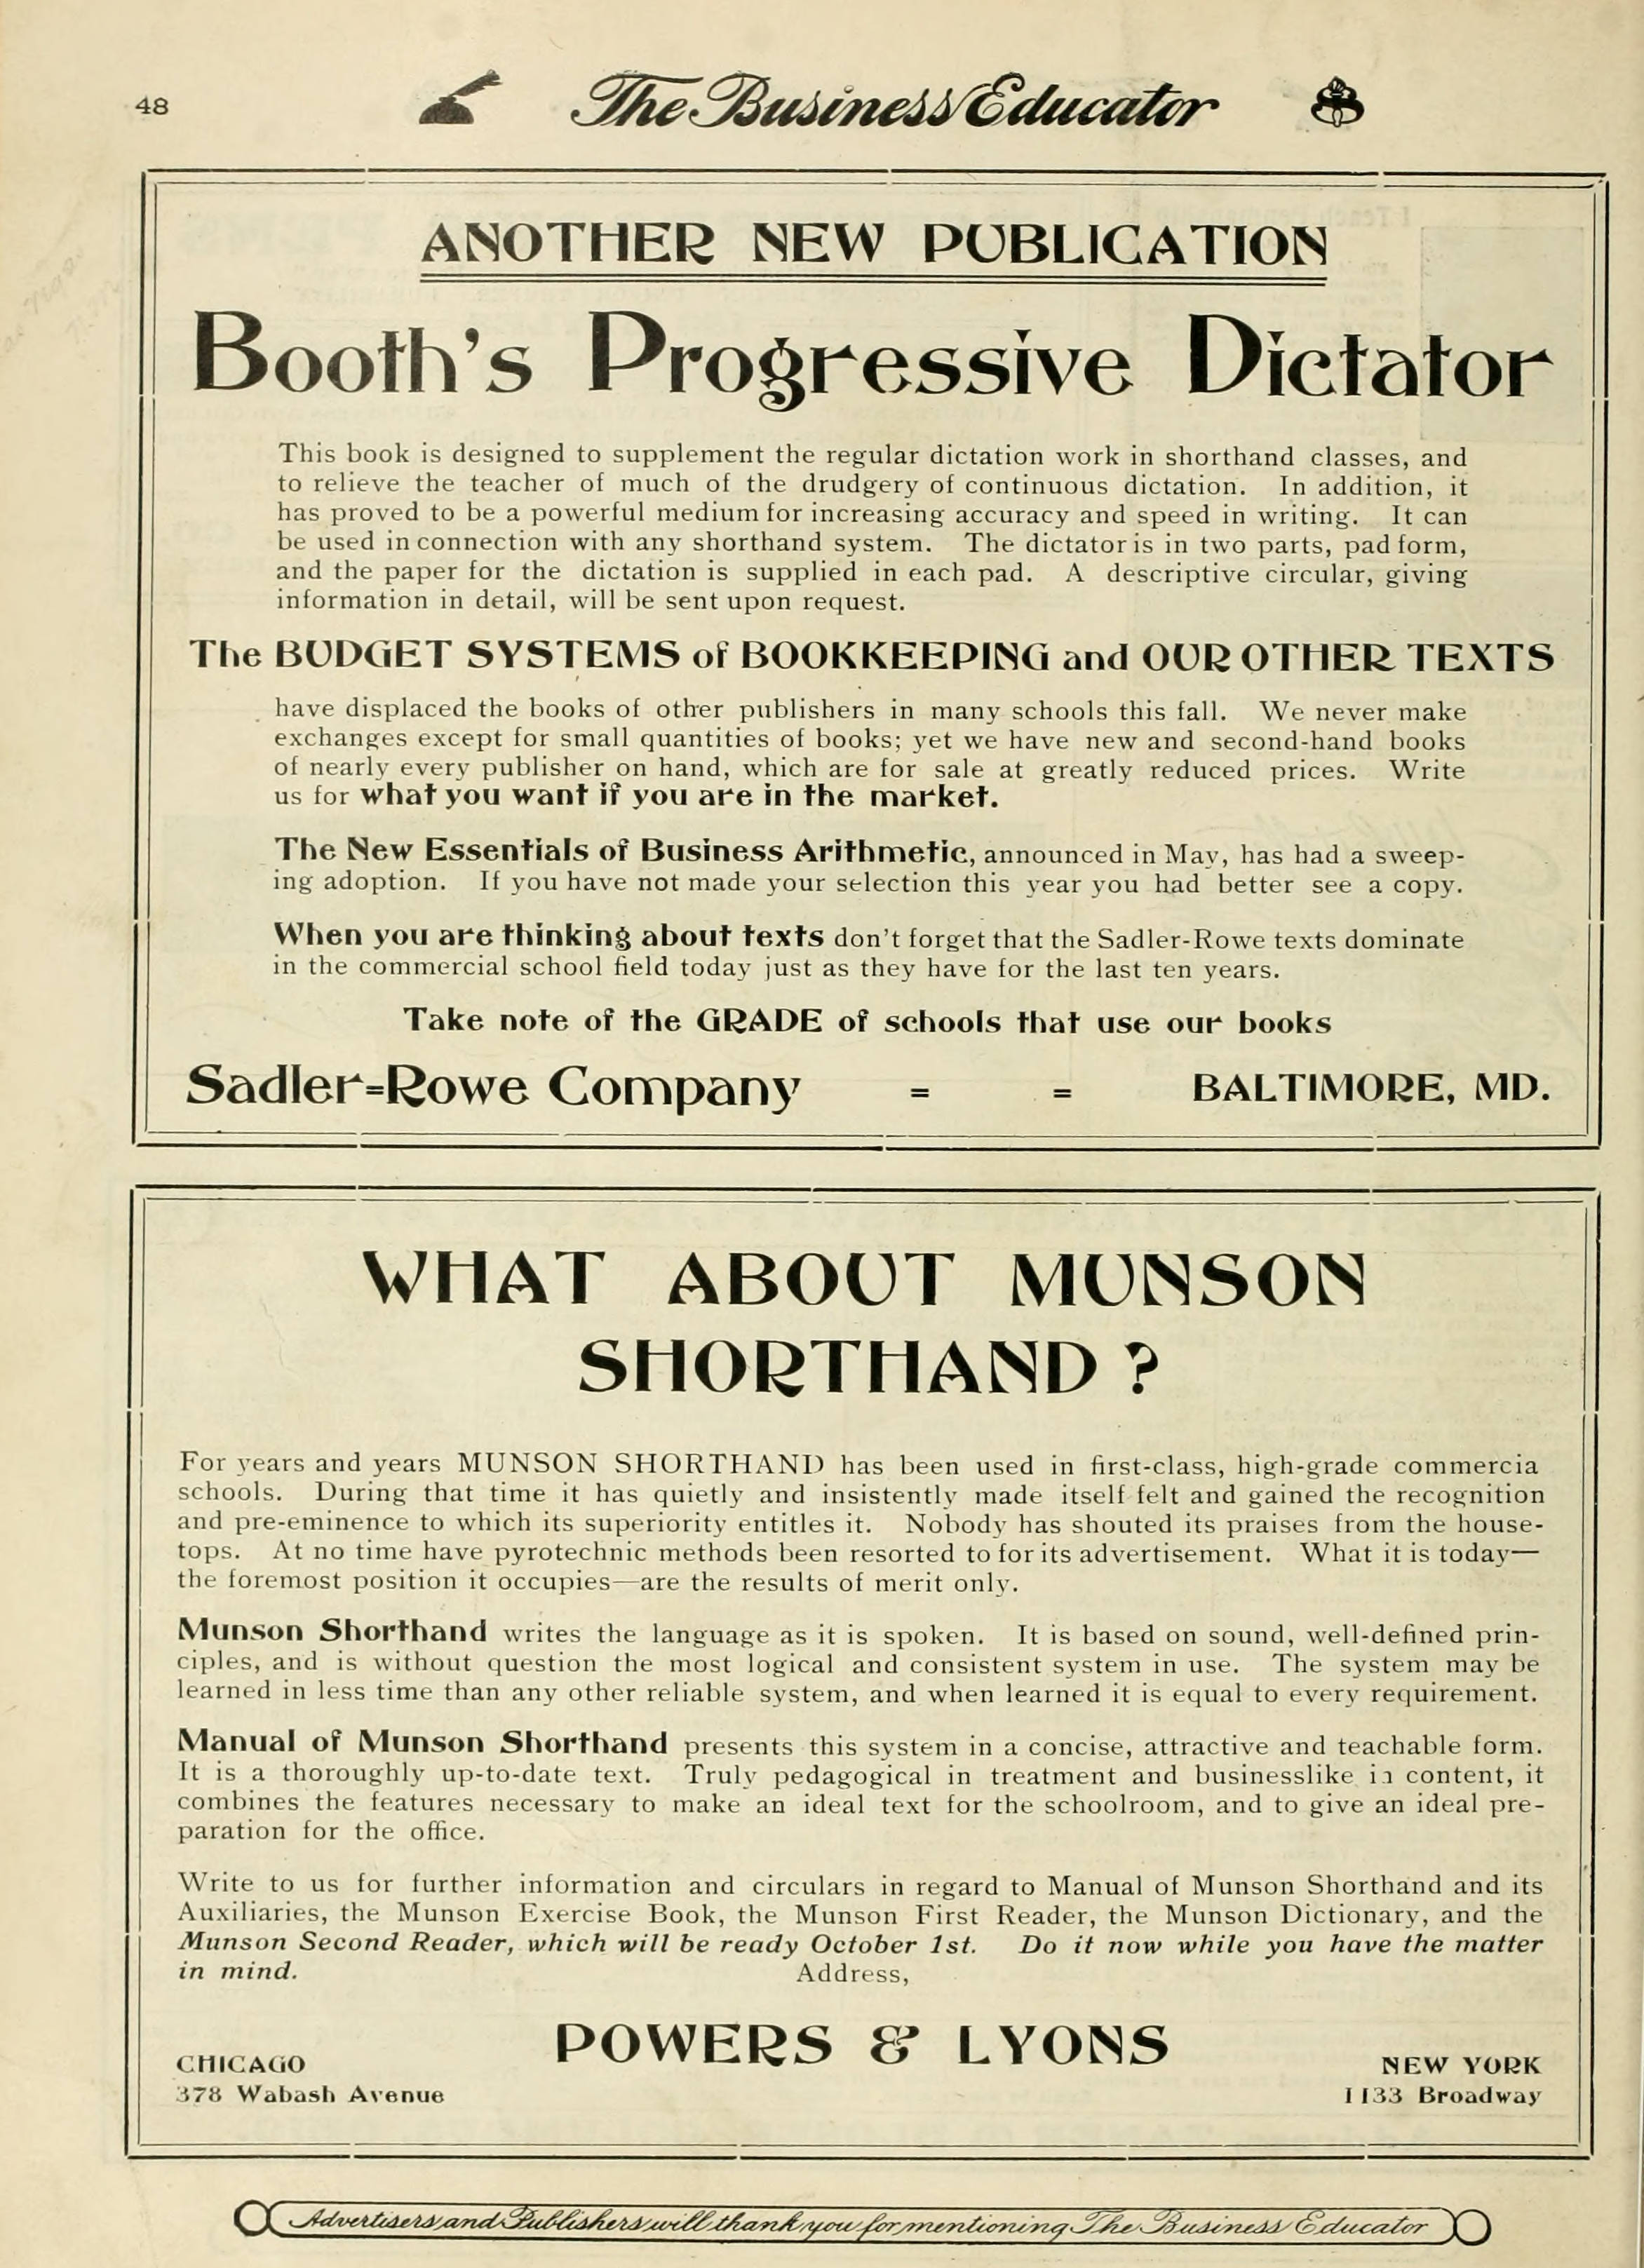 48
The Business Educator
ANOTHER NEW PUBLICATION
Booth's Progressive Dictator
This book is designed to supplement the regular dictation work in shorthand classes, and
to relieve the teacher of much of the drudgery of continuous dictation. In addition, it
has proved to be a powerful medium for increasing accuracy and speed in writing. It can
be used in connection with any shorthand system. The dictator is in two parts, pad form,
and the paper for the dictation is supplied in each pad. A descriptive circular, giving
information in detail, will be sent upon request.
The BUDGET SYSTEMS of BOOKKEEPING and OUR OTHER TEXTS
have displaced the books of other publishers in many schools this fall. We never make
exchanges except for small quantities of books; yet we have new and second-hand books
of nearly every publisher on hand, which are for sale at greatly reduced prices. Write
us for what you want if you are in the market.
The New Essentials of Business Arithmetic, announced in May, has had a sweep-
ing adoption. If you have not made your selection this year you had better see a copy.
When you are thinking about texts don't forget that the Sadler-Rowe texts dominate
in the commercial school field today just as they have for the last ten years.
Take note of the GRADE of schools that use our books
Sadler=Rowe Company = = BALTIMORE, MD.
WHAT ABOUT MUNSON
SHORTHAND ?
For years and years MUNSON SHORTHAND has been used in first-class, high-grade commercia
schools. During that time it has quietly and insistently made itself felt and gained the recognition
and pre-eminence to which its superiority entitles it. Nobody has shouted its praises from the house-
tops. At no time have pyrotechnic methods been resorted to for its advertisement. What it is today—
the foremost position it occupies—are the results of merit only.
Munson Shorthand writes the language as it is spoken. It is based on sound, well-defined prin-
ciples, and is without question the most logical and consistent system in use. The system may be
learned in less time than any other reliable system, and when learned it is equal to every requirement.
Manual of Munson Shorthand presents this system in a concise, attractive and teachable form.
It is a thoroughly up-to-date text. Truly pedagogical in treatment and businesslike in content, it
combines the features necessary to make an ideal text for the schoolroom, and to give an ideal pre-
paration for the office.
Write to us for further information and circulars in regard to Manual of Munson Shorthand and its
Auxiliaries, the Munson Exercise Book, the Munson First Reader, the Munson Dictionary, and the
Munson Second Reader, which will be ready October 1st. Do it now while you have the matter
in mind. Address,
POWERS & LYONS
CHICAGO
378 Wabash Avenue
NEW YORK
1133 Broadway
Advertisers and Publishers will thank you for mentioning The Business Educator